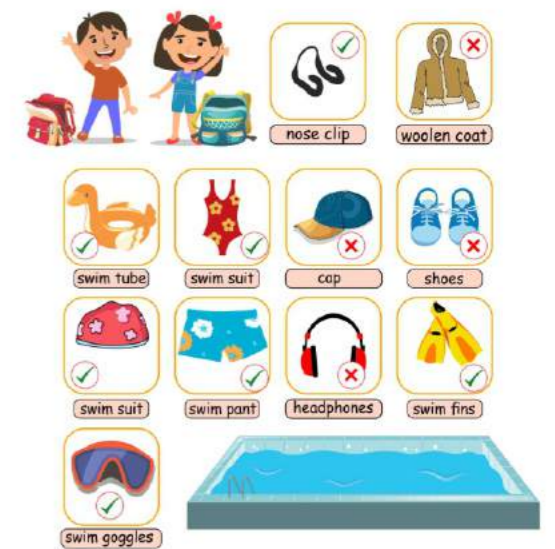 nose clip
woolen coat
swim tube
swim suit
cap
shoes
swim suit
swim pant
headphones
swim fins
swim goggles